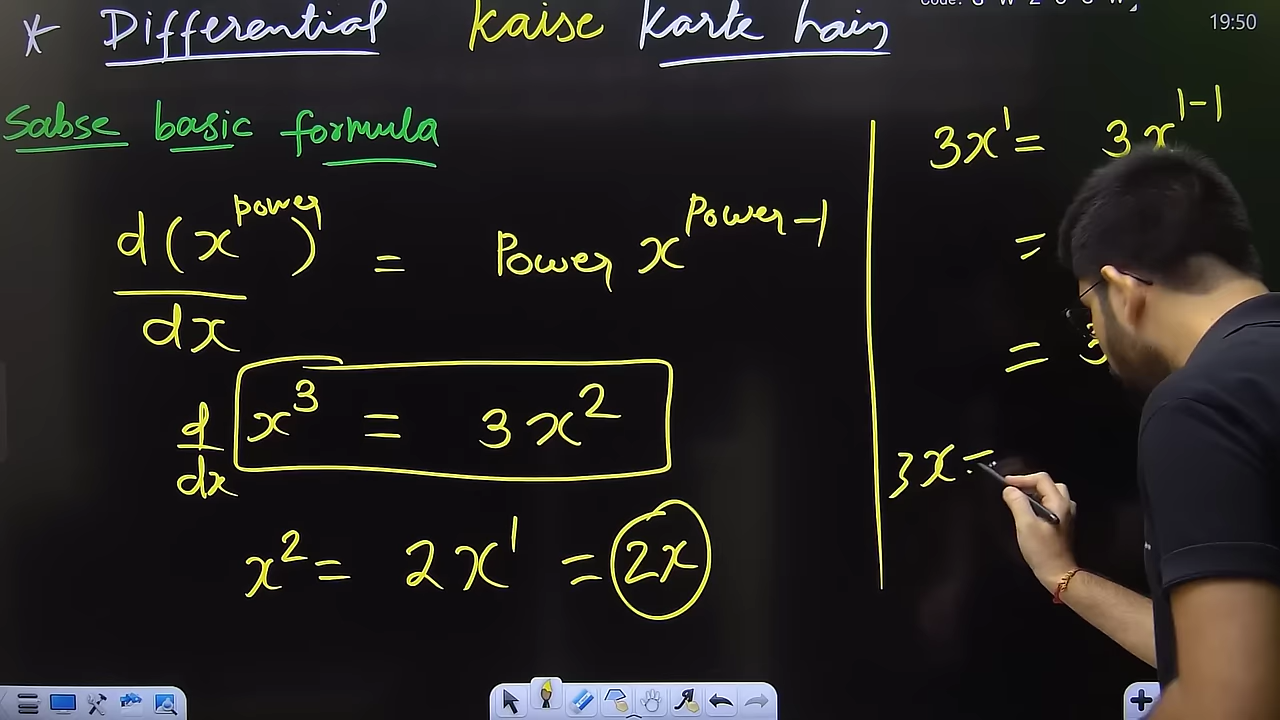 * Differential Kaise Karte hain
19:50
Sabse basic formula
d(x^power)/dx = Power x^Power-1
d/dx x^3 = 3x^2
x^2 = 2x^1 = 2x
3x^1 = 3x^1-1
=
= 3
3x =